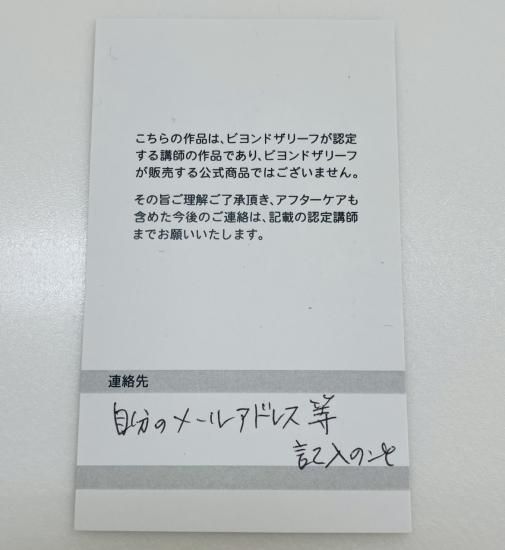 こちらの作品は、ビヨンドザリーフが認定
する講師の作品であり、ビヨンドザリーフ
が販売する公式商品ではございません。
その旨ご理解ご了承頂き、アフターケアも
含めた今後のご連絡は、記載の認定講師
までお願いいたします。
連絡先
自分のメールアドレス等
記入のこと